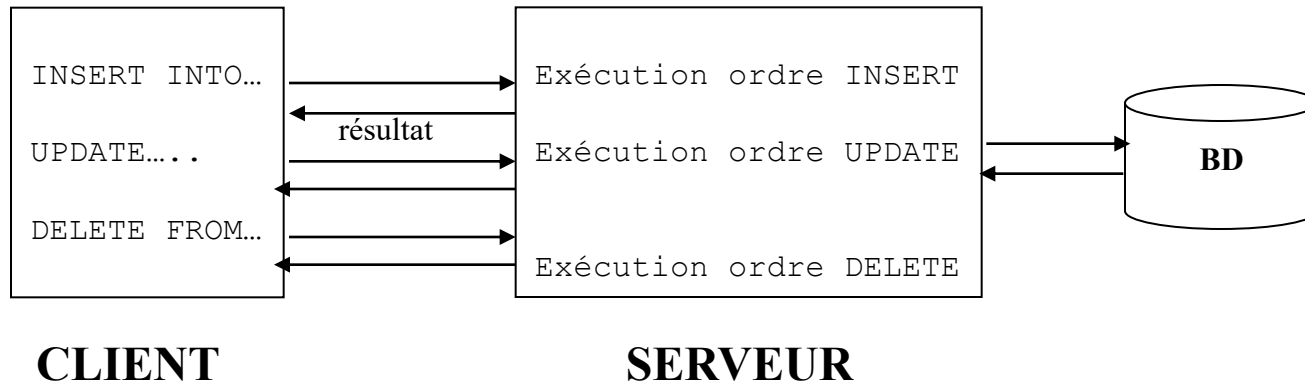 INSERT INTO…
Exécution ordre INSERT
résultat
UPDATE…..
Exécution ordre UPDATE
BD
DELETE FROM…
Exécution ordre DELETE
CLIENT
SERVEUR